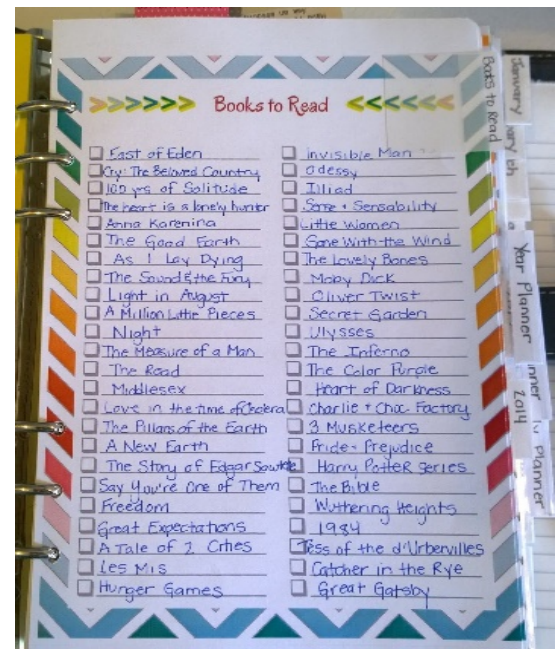 Books to Read
East of Eden
Cry: The Beloved Country
100 yrs of Solitude
The heart is a lonely hunter
Anna Karenina
The Good Earth
As I Lay Dying
The Sound & the Fury
Light in August
A Million Little Pieces
Night
The Measure of a Man
The Road
Middlesex
Love in the time of Cholera
The Pillars of the Earth
A New Earth
The Story of Edgar Sawtelle
Say You're One of Them
Freedom
Great Expectations
A Tale of 2 Cities
Les Mis
Hunger Games
Invisible Man
Odessy
Illiad
Sense + Sensability
Little Women
Gone With the Wind
The Lovely Bones
Moby Dick
Oliver Twist
Secret Garden
Ulysses
The Inferno
The Color Purple
Heart of Darkness
Charlie + Choc Factory
3 Musketeers
Pride + Prejudice
Harry Potter Series
The Bible
Wuthering Heights
1984
Tess of the d'Urbervilles
Catcher in the Rye
Great Gatsby
Books to Read
January
Year Planner
Planner
2014